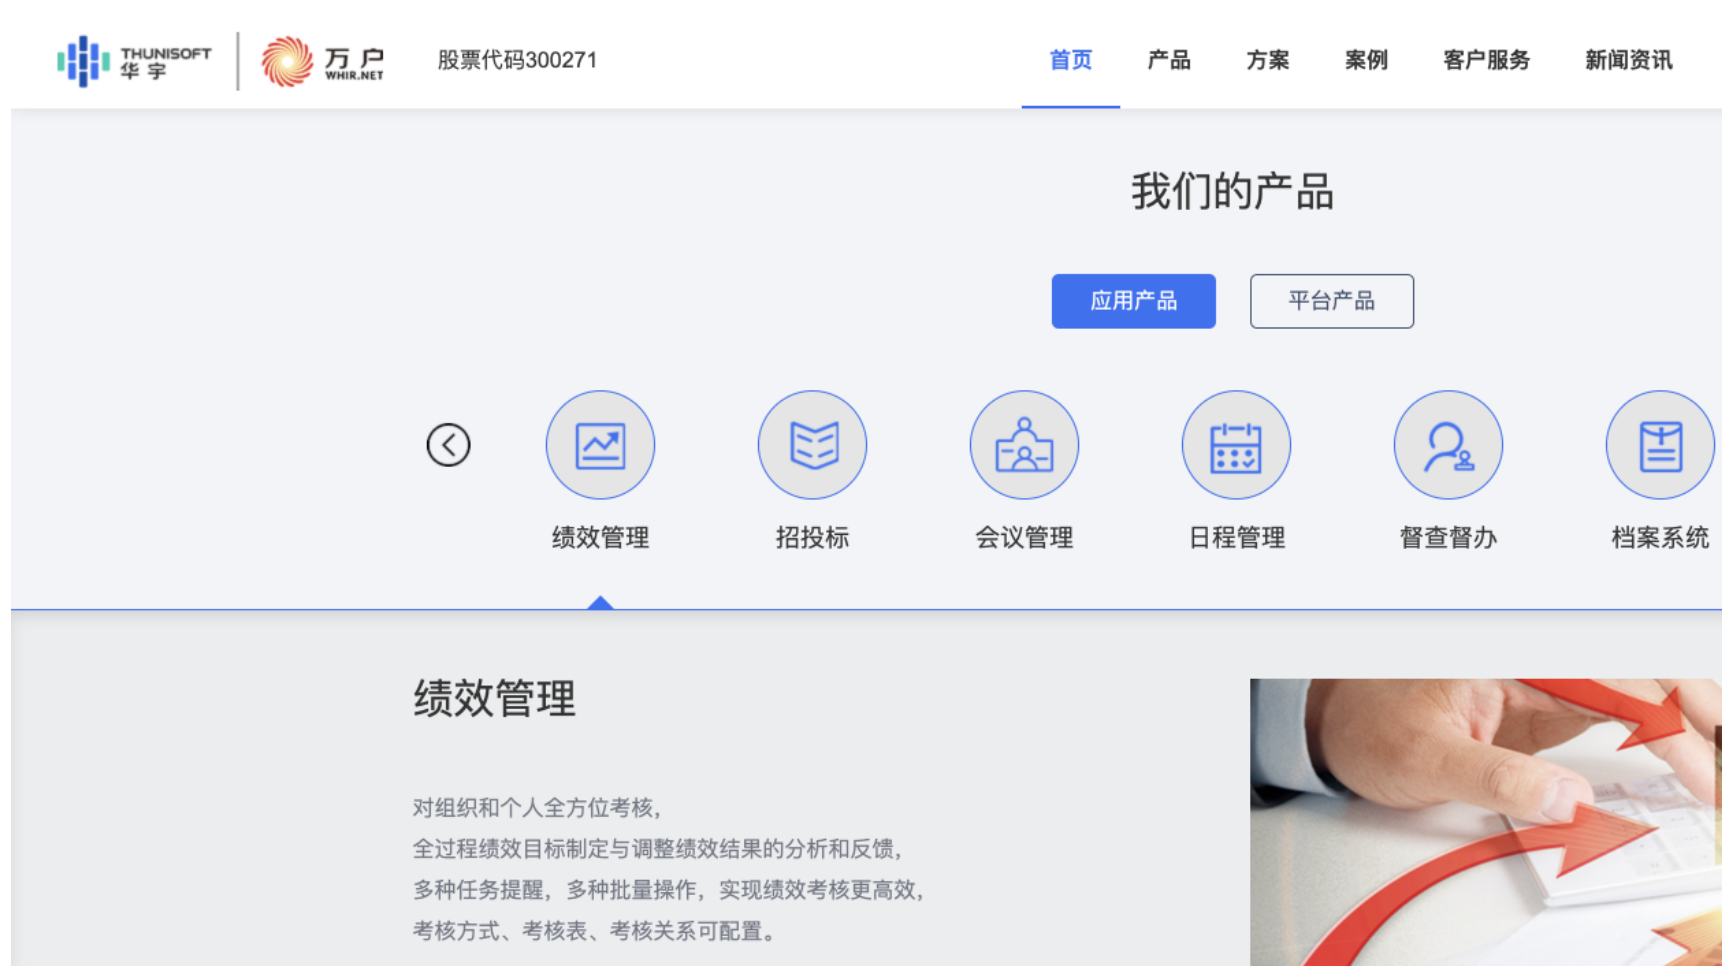 THUNISOFT
华宇
万户
WHIR.NET
股票代码300271
首页
产品
方案
案例
客户服务
新闻资讯
我们的产品
应用产品
平台产品
绩效管理
招投标
会议管理
日程管理
督查督办
档案系统
绩效管理
对组织和个人全方位考核，
全过程绩效目标制定与调整绩效结果的分析和反馈，
多种任务提醒，多种批量操作，实现绩效考核更高效，
考核方式、考核表、考核关系可配置。